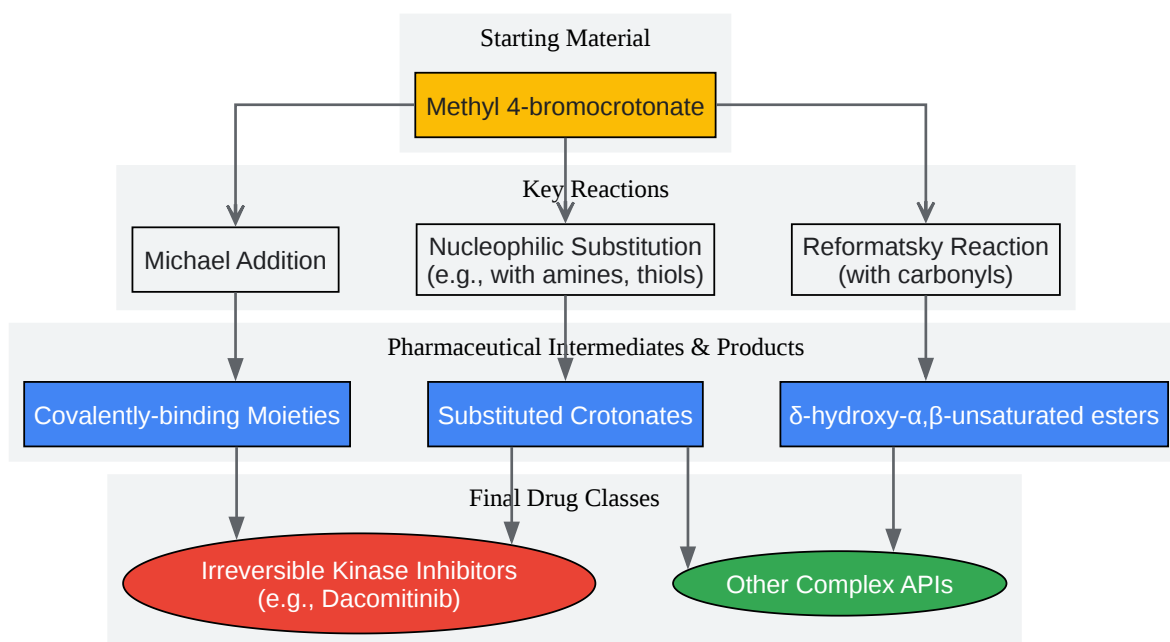 Starting Material
Methyl 4-bromocrotonate
Key Reactions
Michael Addition
Nucleophilic Substitution
(e.g., with amines, thiols)
Reformatsky Reaction
(with carbonyls)
Pharmaceutical Intermediates & Products
Covalently-binding Moieties
Substituted Crotonates
δ-hydroxy-α,β-unsaturated esters
Final Drug Classes
Irreversible Kinase Inhibitors
(e.g., Dacomitinib)
Other Complex APIs